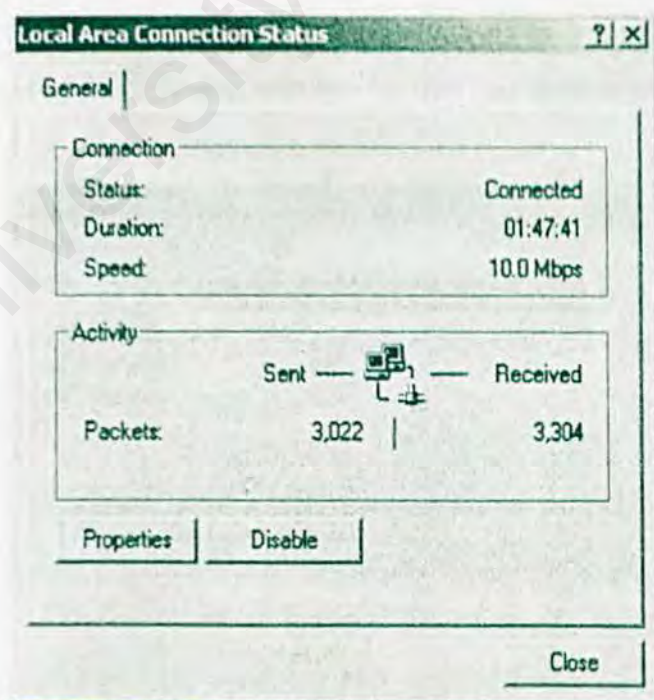 Local Area Connection Status
General
Connection
Status: Connected
Duration: 01:47:41
Speed: 10.0 Mbps
Activity
Sent Received
Packets: 3,022 3,304
Properties Disable
Close